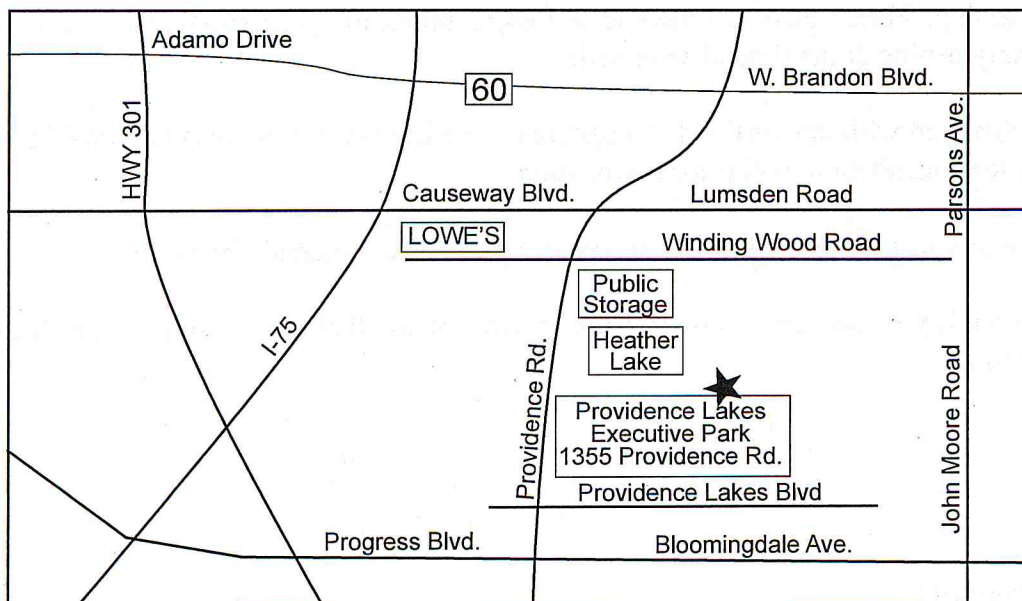 Adamo Drive
60
W. Brandon Blvd.
HWY 301
Parsons Ave.
Causeway Blvd.
Lumsden Road
LOWE'S
Winding Wood Road
Public
Storage
I-75
Heather
Lake
Providence Rd.
Providence Lakes
Executive Park
1355 Providence Rd.
John Moore Road
Providence Lakes Blvd
Progress Blvd.
Bloomingdale Ave.